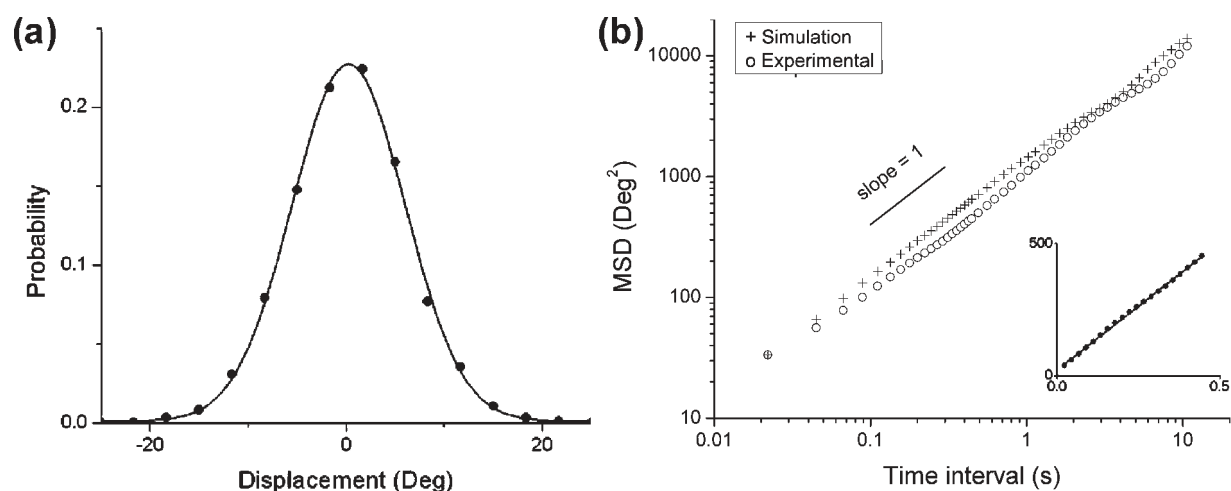 (a)
0.2
0.1
0.0
Probability
-20
0
20
Displacement (Deg)
(b)
+ Simulation
o Experimental
10000
1000
100
10
MSD (Deg²)
slope = 1
500
0
0.0
0.5
0.01
0.1
1
10
Time interval (s)